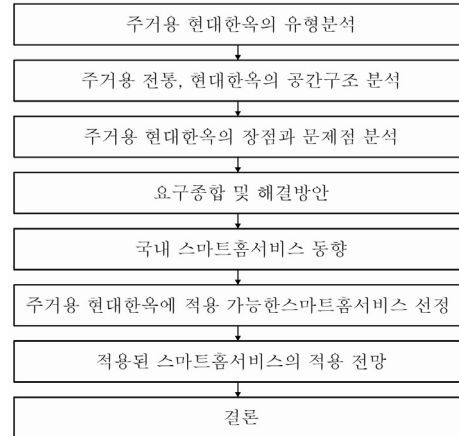 주거용 현대한옥의 유형분석
주거용 전통, 현대한옥의 공간구조 분석
주거용 현대한옥의 장점과 문제점 분석
요구종합 및 해결방안
국내 스마트홈서비스 동향
주거용 현대한옥에 적용 가능한스마트홈서비스 선정
적용된 스마트홈서비스의 적용 전망
결론